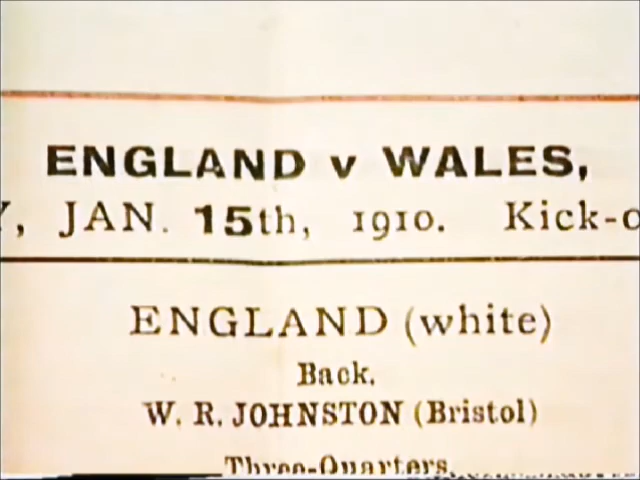 ENGLAND v WALES,
Y, JAN. 15th, 1910. Kick-o
ENGLAND (white)
Back.
W. R. JOHNSTON (Bristol)
Three-Quarters.